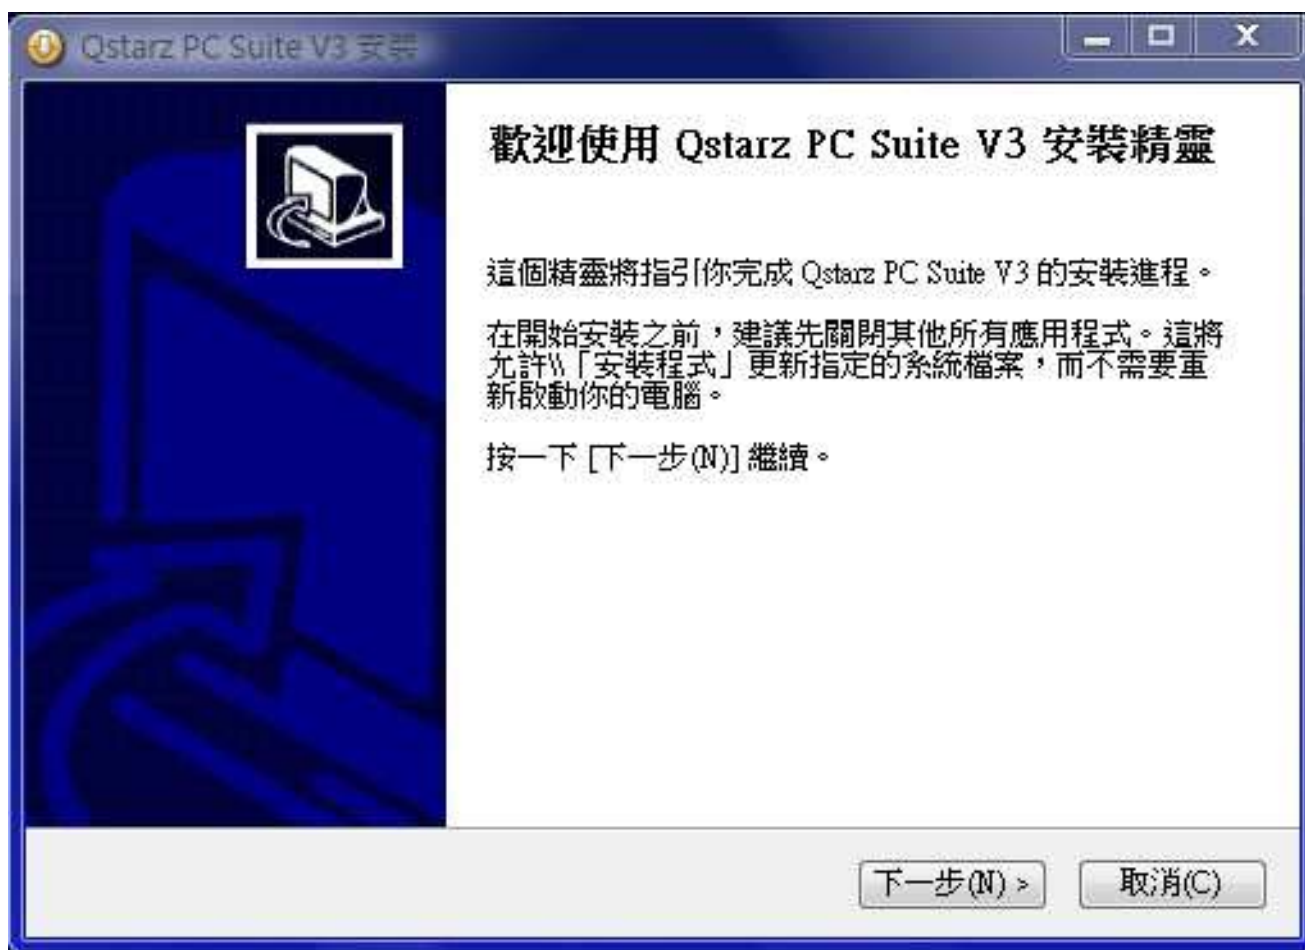 Qstarz PC Suite V3 安裝
歡迎使用 Qstarz PC Suite V3 安裝精靈
這個精靈將指引你完成 Qstarz PC Suite V3 的安裝進程。
在開始安裝之前，建議先關閉其他所有應用程式。這將
允許\\「安裝程式」更新指定的系統檔案，而不需要重
新啟動你的電腦。
按一下 [下一步(N)] 繼續。
下一步(N) >
取消(C)